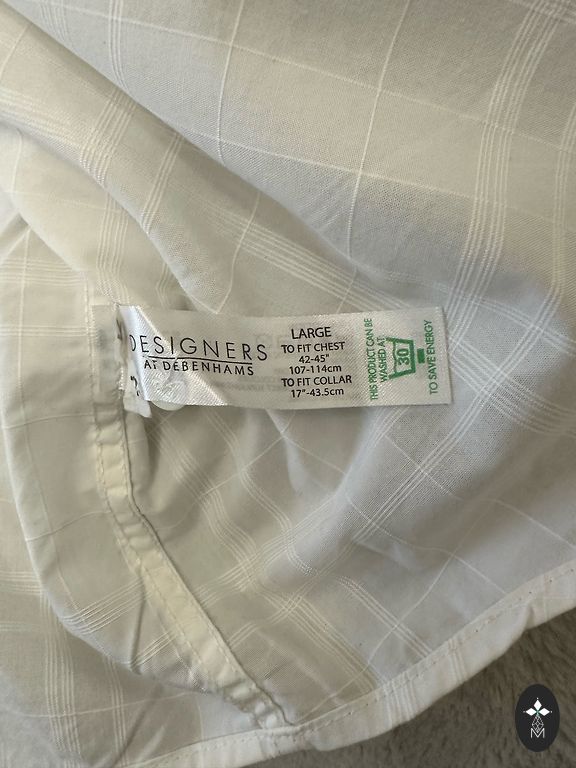 DESIGNERS
AT DEBENHAMS
LARGE
TO FIT CHEST
42-45"
107-114cm
TO FIT COLLAR
17"-43.5cm
THIS PRODUCT CAN BE
WASHED AT
30
TO SAVE ENERGY
M